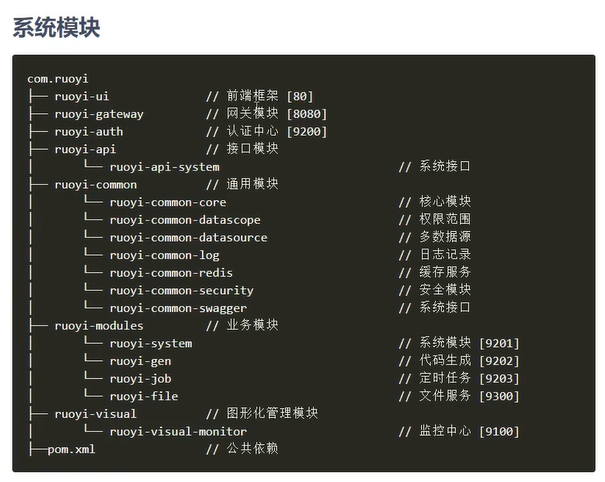 系统模块
com.ruoyi
├── ruoyi-ui // 前端框架 [80]
├── ruoyi-gateway // 网关模块 [8080]
├── ruoyi-auth // 认证中心 [9200]
├── ruoyi-api // 接口模块
│ └── ruoyi-api-system // 系统接口
├── ruoyi-common // 通用模块
│ └── ruoyi-common-core // 核心模块
│ └── ruoyi-common-datascope // 权限范围
│ └── ruoyi-common-datasource // 多数据源
│ └── ruoyi-common-log // 日志记录
│ └── ruoyi-common-redis // 缓存服务
│ └── ruoyi-common-security // 安全模块
│ └── ruoyi-common-swagger // 系统接口
├── ruoyi-modules // 业务模块
│ └── ruoyi-system // 系统模块 [9201]
│ └── ruoyi-gen // 代码生成 [9202]
│ └── ruoyi-job // 定时任务 [9203]
│ └── ruoyi-file // 文件服务 [9300]
├── ruoyi-visual // 图形化管理模块
│ └── ruoyi-visual-monitor // 监控中心 [9100]
├──pom.xml // 公共依赖